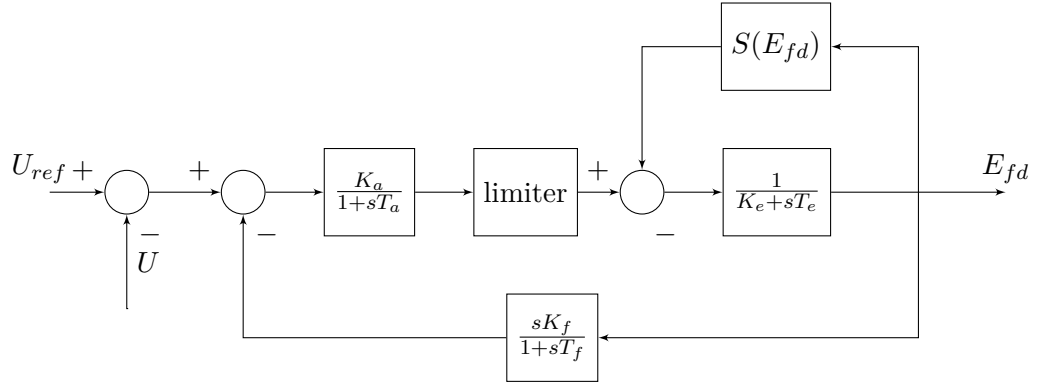 S(E_{fd})
U_{ref} + + + E_{fd}
\frac{K_a}{1+sT_a} limiter \frac{1}{K_e+sT_e}
− − −
U
\frac{sK_f}{1+sT_f}